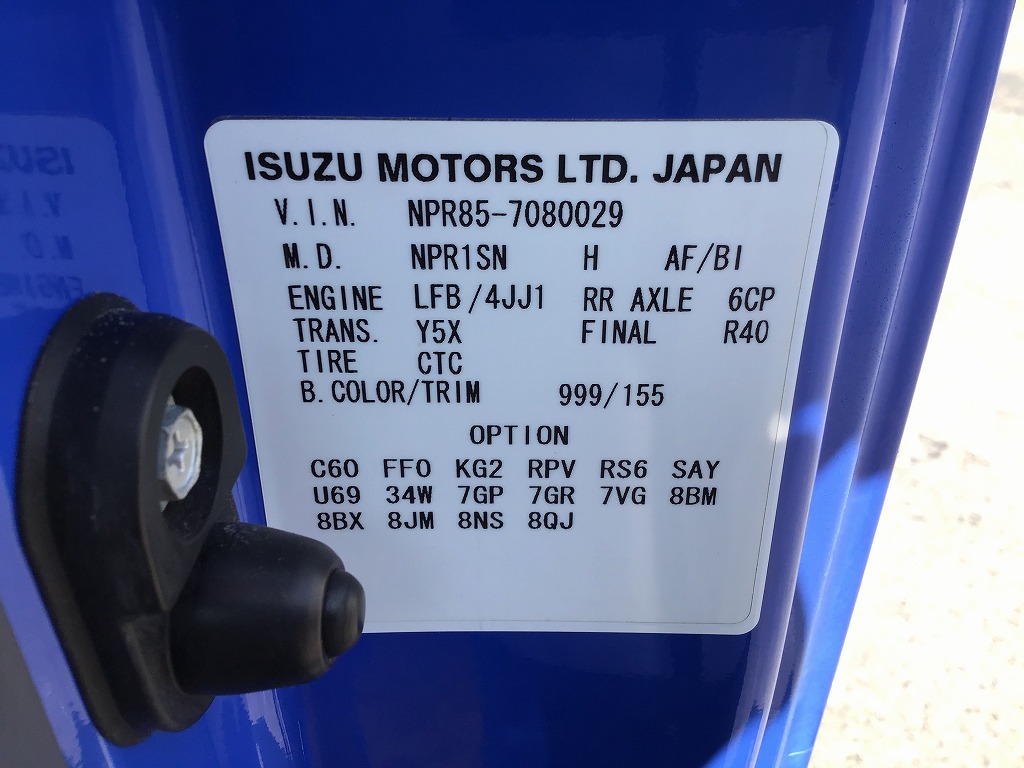 ISUZU MOTORS LTD. JAPAN
V.I.N. NPR85-7080029
M.D. NPR1SN H AF/BI
ENGINE LFB/4JJ1 RR AXLE 6CP
TRANS. Y5X FINAL R40
TIRE CTC
B.COLOR/TRIM 999/155
OPTION
C60 FF0 KG2 RPV RS6 SAY
U69 34W 7GP 7GR 7VG 8BM
8BX 8JM 8NS 8QJ